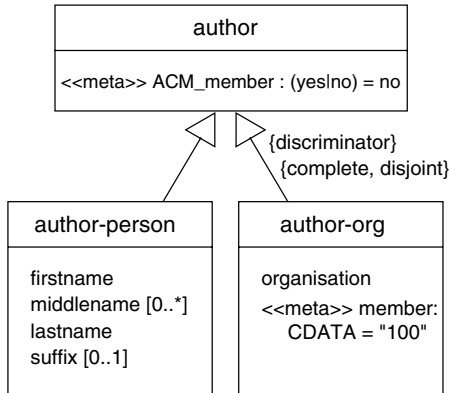 author
<<meta>> ACM_member : (yes|no) = no
{discriminator}
{complete, disjoint}
author-person
firstname
middlename [0..*]
lastname
suffix [0..1]
author-org
organisation
<<meta>> member:
CDATA = "100"